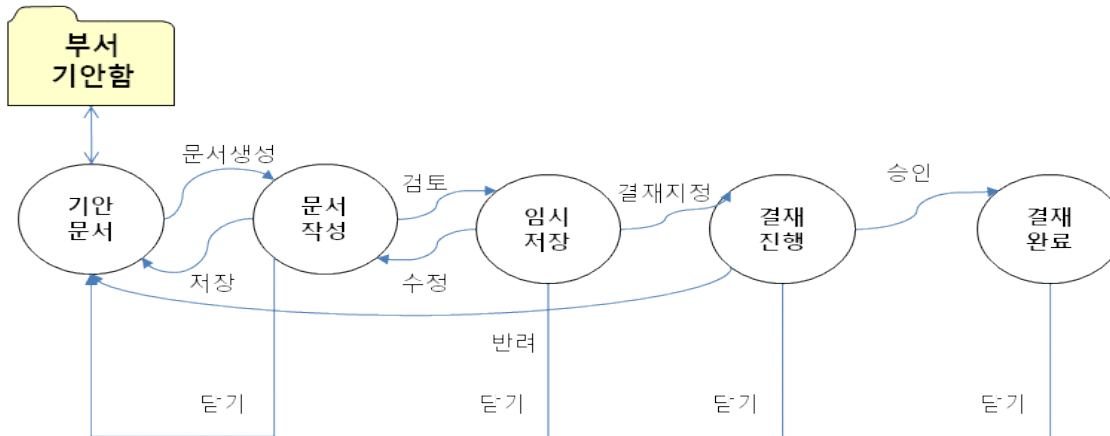 부서
기안함
문서생성
검토
결재지정
승인
기안
문서
문서
작성
임시
저장
결재
진행
결재
완료
저장
수정
반려
닫기
닫기
닫기
닫기